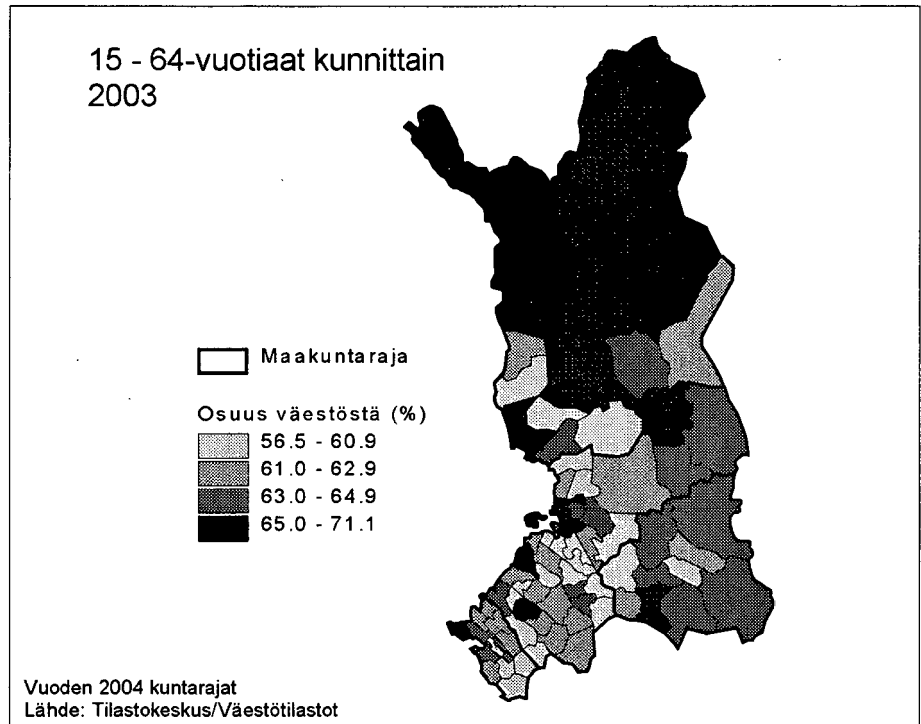 15 - 64-vuotiaat kunnittain
2003
Maakuntaraja
Osuus väestöstä (%)
56.5 - 60.9
61.0 - 62.9
63.0 - 64.9
65.0 - 71.1
Vuoden 2004 kuntarajat
Lähde: Tilastokeskus/Väestötilastot